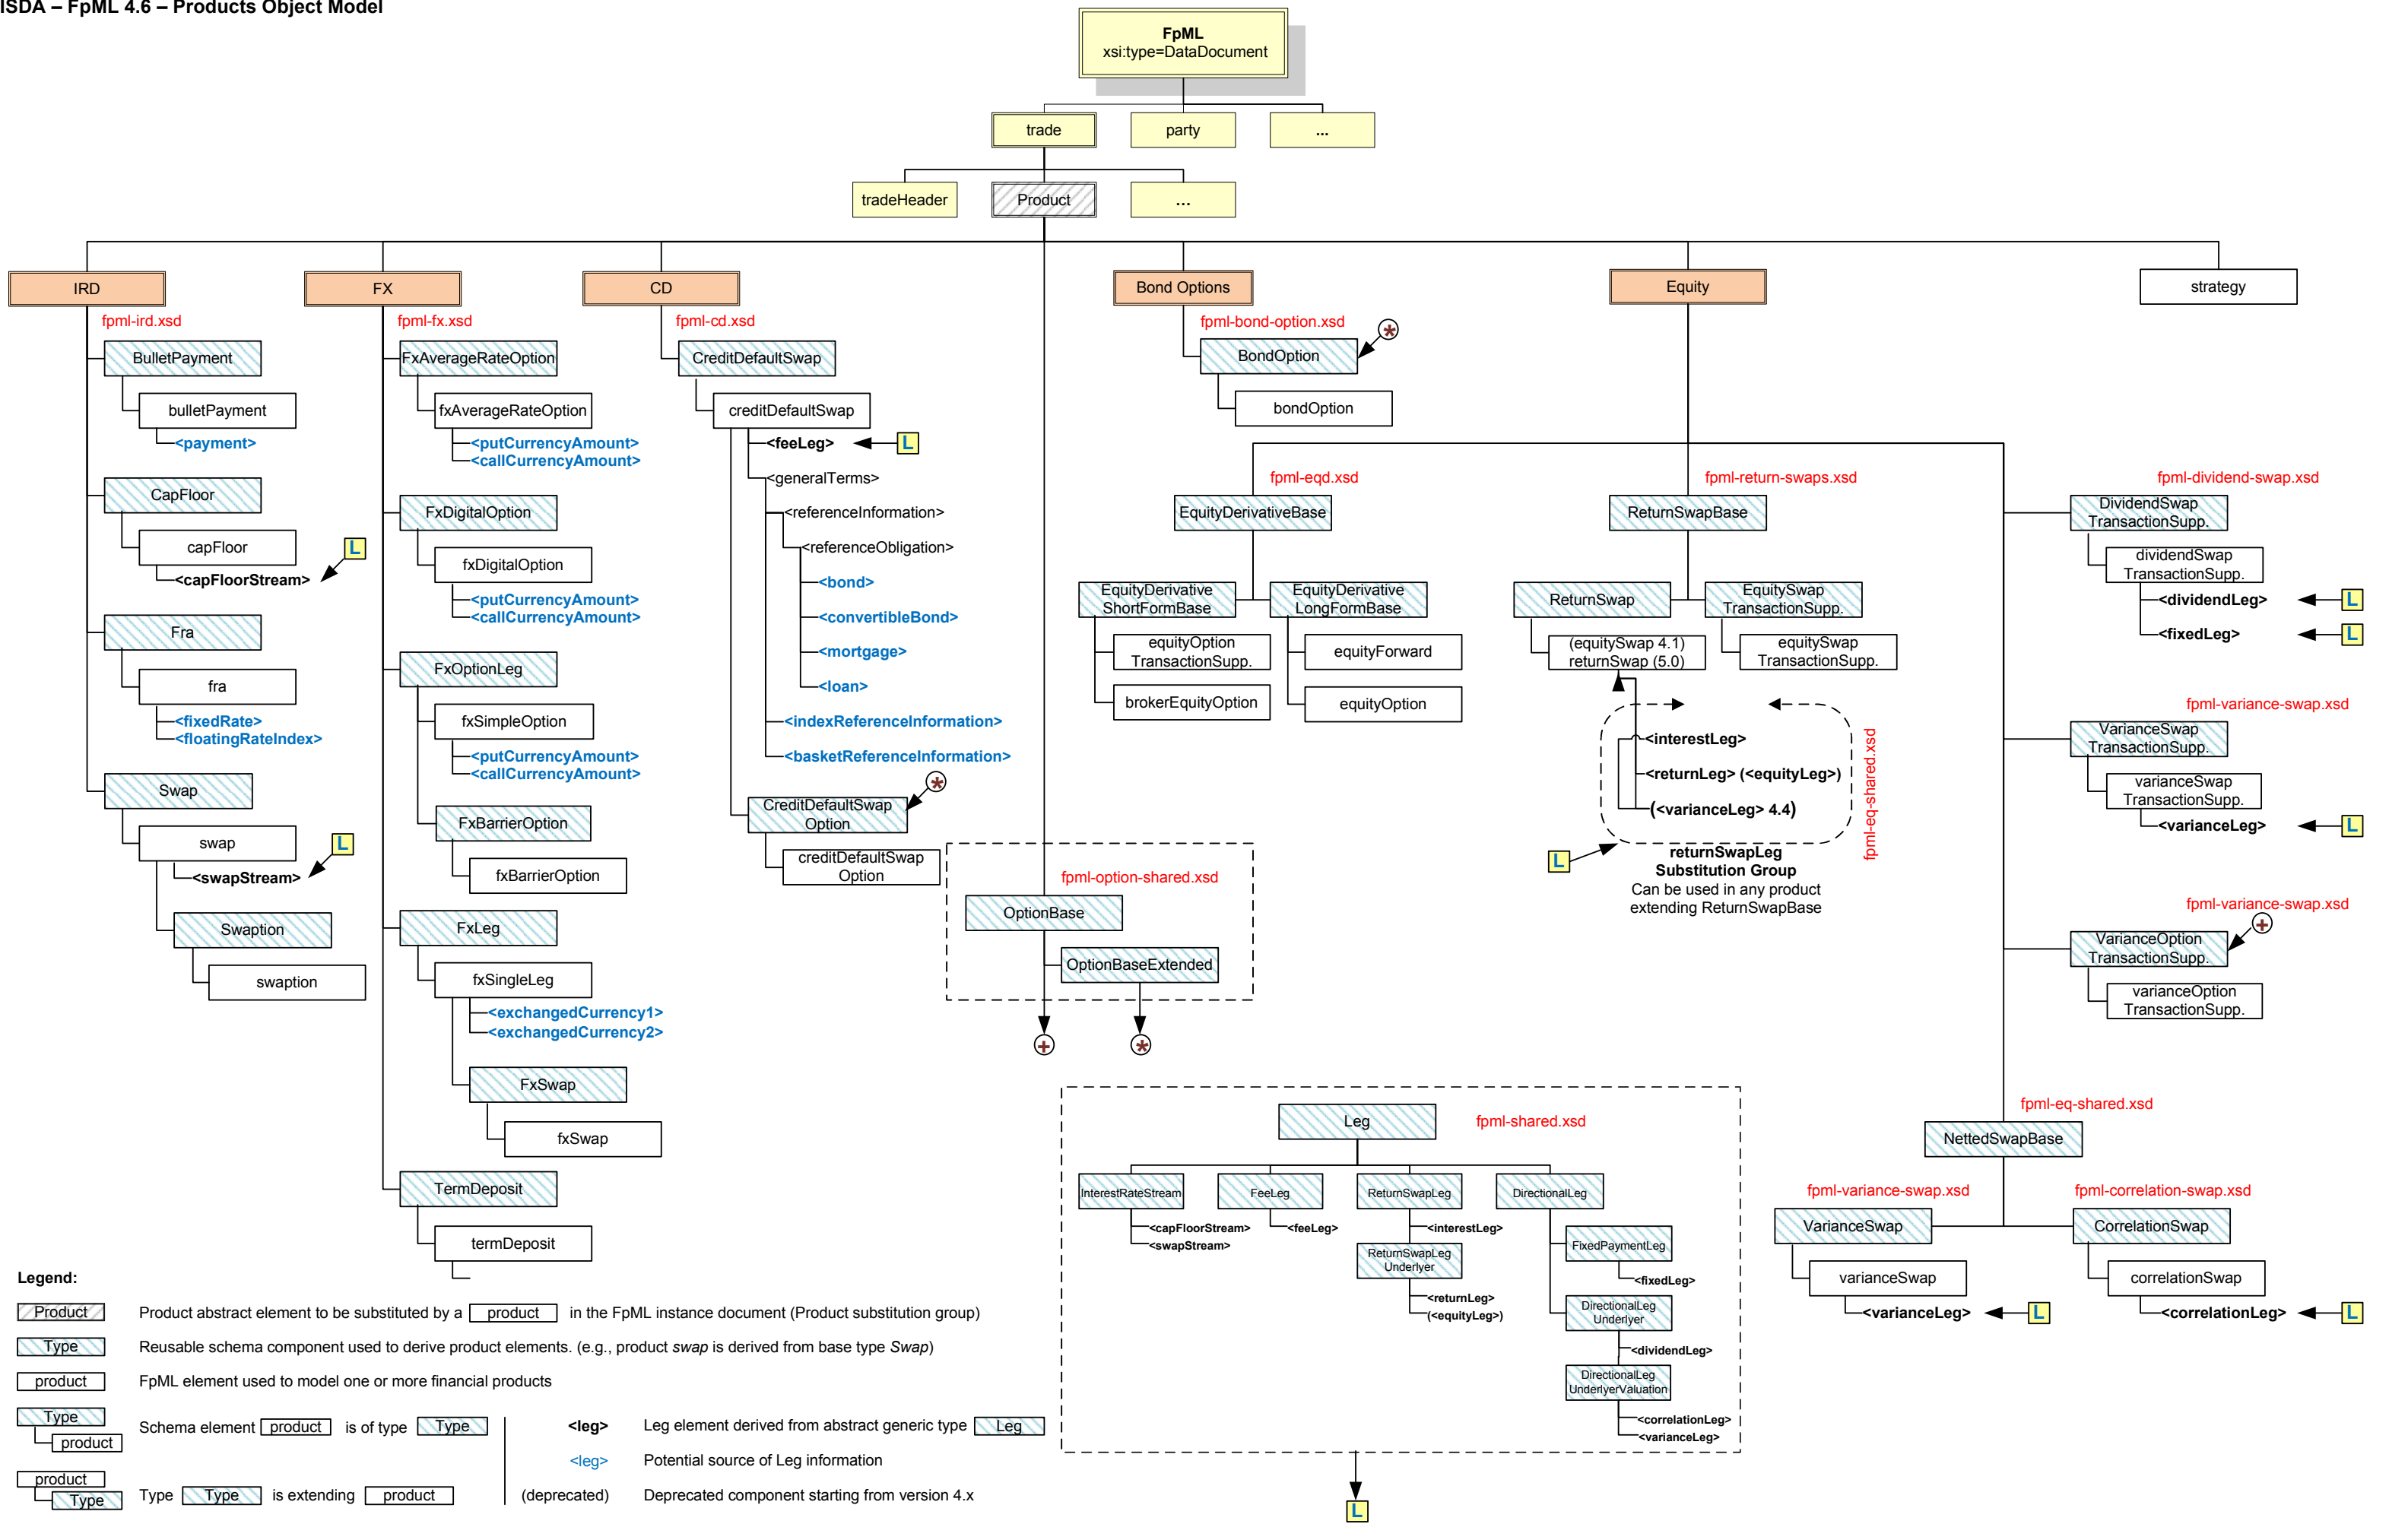 ISDA – FpML 4.6 – Products Object Model
FpML
xsi:type=DataDocument
trade
party
...
tradeHeader
Product
...
IRD
fpml-ird.xsd
BulletPayment
bulletPayment
<payment>
CapFloor
capFloor
<capFloorStream>
L
Fra
fra
<fixedRate>
<floatingRateIndex>
Swap
swap
<swapStream>
L
Swaption
swaption
FX
fpml-fx.xsd
FxAverageRateOption
fxAverageRateOption
<putCurrencyAmount>
<callCurrencyAmount>
FxDigitalOption
fxDigitalOption
<putCurrencyAmount>
<callCurrencyAmount>
FxOptionLeg
fxSimpleOption
<putCurrencyAmount>
<callCurrencyAmount>
FxBarrierOption
fxBarrierOption
FxLeg
fxSingleLeg
<exchangedCurrency1>
<exchangedCurrency2>
FxSwap
fxSwap
TermDeposit
termDeposit
CD
fpml-cd.xsd
CreditDefaultSwap
creditDefaultSwap
<feeLeg>
L
<generalTerms>
<referenceInformation>
<referenceObligation>
<bond>
<convertibleBond>
<mortgage>
<loan>
<indexReferenceInformation>
<basketReferenceInformation>
*
CreditDefaultSwap
Option
creditDefaultSwap
Option
fpml-option-shared.xsd
OptionBase
OptionBaseExtended
+
*
Bond Options
fpml-bond-option.xsd
*
BondOption
bondOption
Equity
fpml-eqd.xsd
EquityDerivativeBase
EquityDerivative
ShortFormBase
equityOption
TransactionSupp.
brokerEquityOption
EquityDerivative
LongFormBase
equityForward
equityOption
fpml-return-swaps.xsd
ReturnSwapBase
ReturnSwap
(equitySwap 4.1)
returnSwap (5.0)
EquitySwap
TransactionSupp.
equitySwap
TransactionSupp.
<interestLeg>
<returnLeg> (<equityLeg>)
(<varianceLeg> 4.4)
fpml-eq-shared.xsd
L
returnSwapLeg
Substitution Group
Can be used in any product
extending ReturnSwapBase
strategy
fpml-dividend-swap.xsd
DividendSwap
TransactionSupp.
dividendSwap
TransactionSupp.
<dividendLeg>
L
<fixedLeg>
L
fpml-variance-swap.xsd
VarianceSwap
TransactionSupp.
varianceSwap
TransactionSupp.
<varianceLeg>
L
fpml-variance-swap.xsd
+
VarianceOption
TransactionSupp.
varianceOption
TransactionSupp.
fpml-eq-shared.xsd
NettedSwapBase
fpml-variance-swap.xsd
VarianceSwap
varianceSwap
<varianceLeg>
L
fpml-correlation-swap.xsd
CorrelationSwap
correlationSwap
<correlationLeg>
L
Leg
fpml-shared.xsd
InterestRateStream
<capFloorStream>
<swapStream>
FeeLeg
<feeLeg>
ReturnSwapLeg
<interestLeg>
ReturnSwapLeg
Underlyer
<returnLeg>
(<equityLeg>)
DirectionalLeg
FixedPaymentLeg
<fixedLeg>
DirectionalLeg
Underlyer
<dividendLeg>
DirectionalLeg
UnderlyerValuation
<correlationLeg>
<varianceLeg>
L
Legend:
Product
Product abstract element to be substituted by a product in the FpML instance document (Product substitution group)
Type
Reusable schema component used to derive product elements. (e.g., product swap is derived from base type Swap)
product
FpML element used to model one or more financial products
Type
product
Schema element product is of type Type
product
Type
Type Type is extending product
<leg>
Leg element derived from abstract generic type Leg
<leg>
Potential source of Leg information
(deprecated)
Deprecated component starting from version 4.x